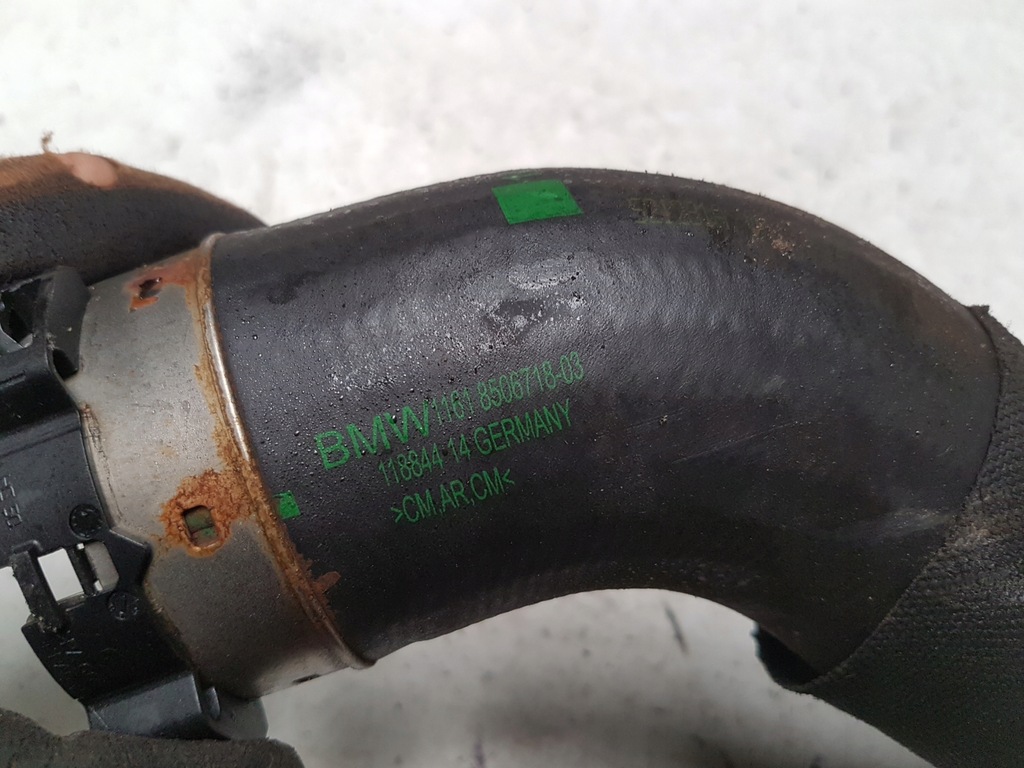 BMW 1161 8506718-03
118844 14 GERMANY
>CM,AR,CM<